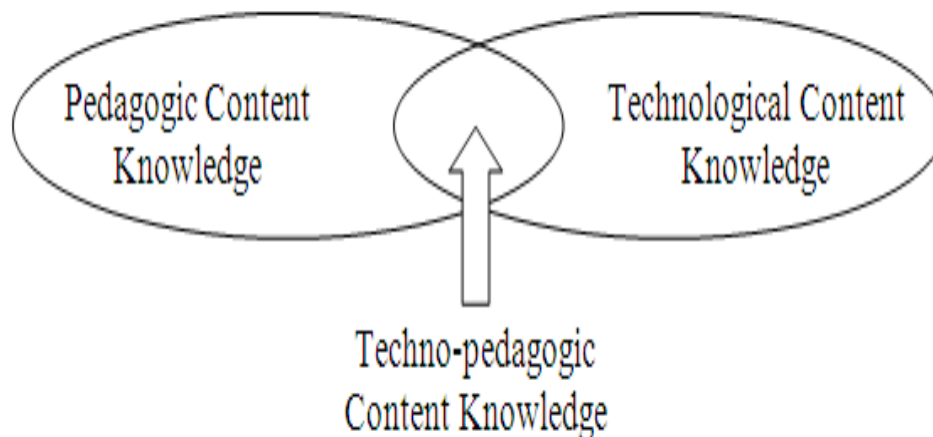 Pedagogic Content
Knowledge
Technological Content
Knowledge
Techno-pedagogic
Content Knowledge